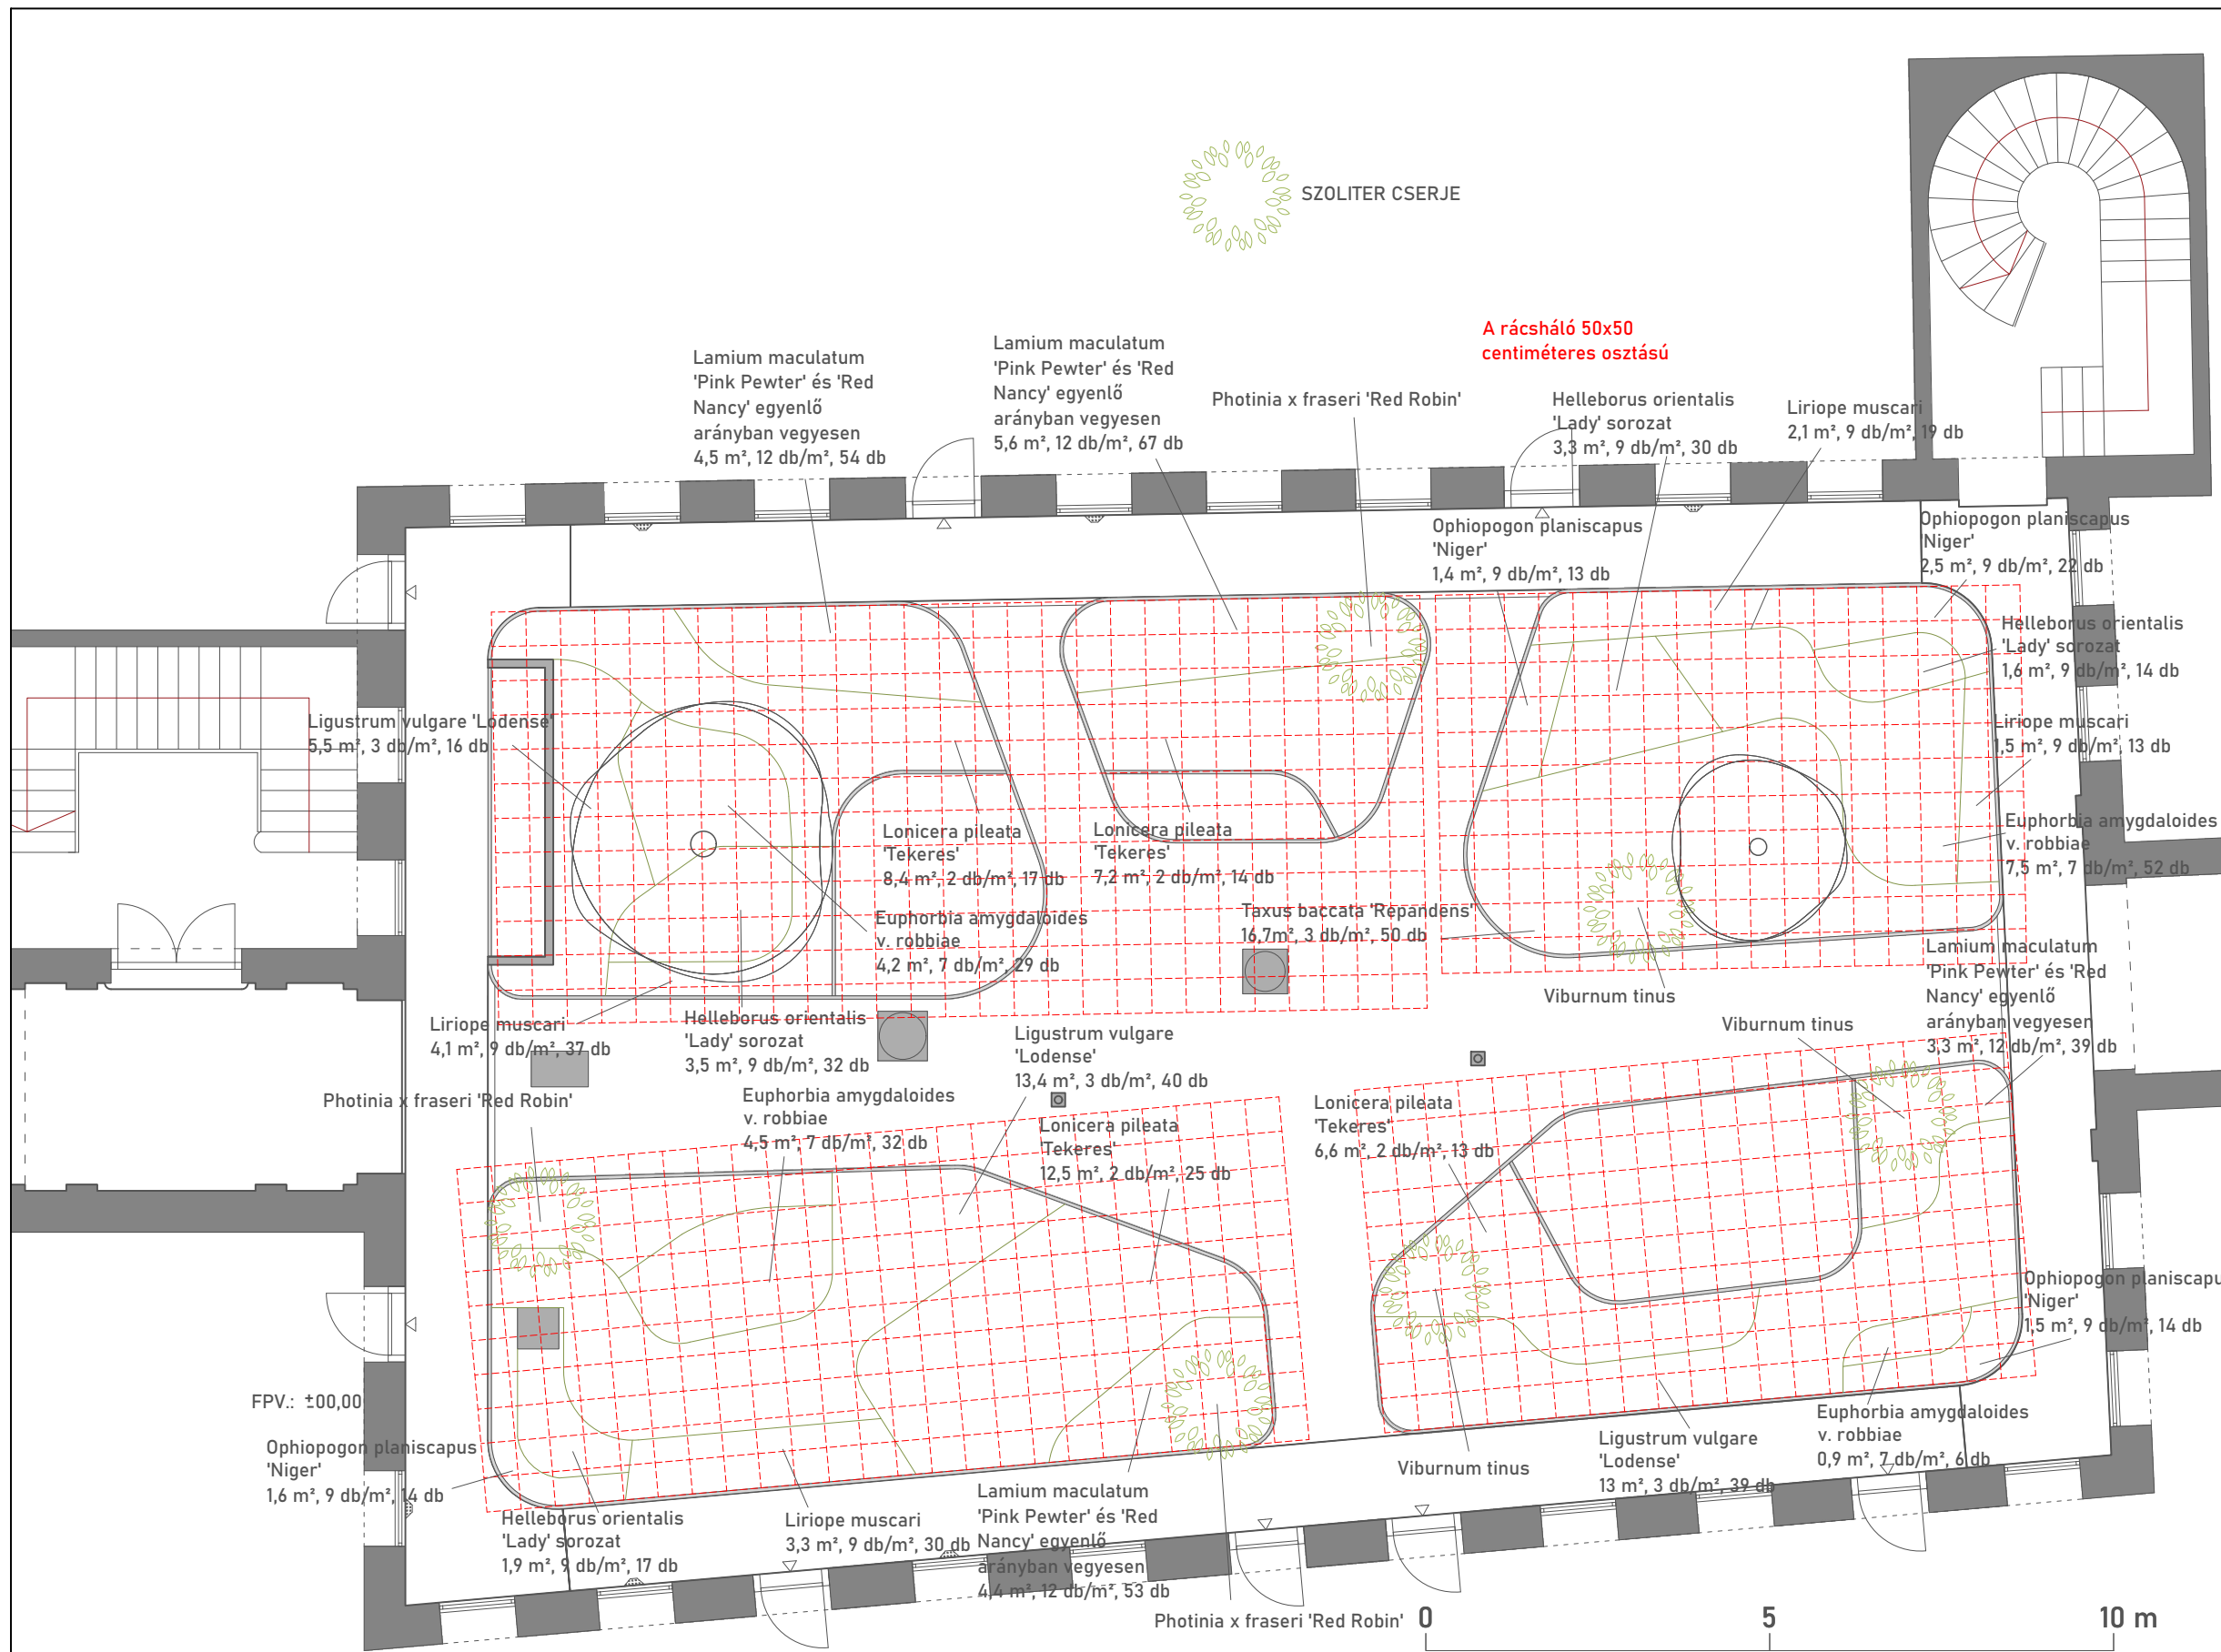 SZOLITER CSERJE
A rácsháló 50x50
centiméteres osztású
Lamium maculatum
'Pink Pewter' és 'Red
Nancy' egyenlő
arányban vegyesen
4,5 m², 12 db/m², 54 db
Lamium maculatum
'Pink Pewter' és 'Red
Nancy' egyenlő
arányban vegyesen
5,6 m², 12 db/m², 67 db
Photinia x fraseri 'Red Robin'
Helleborus orientalis
'Lady' sorozat
3,3 m², 9 db/m², 30 db
Liriope muscari
2,1 m², 9 db/m², 19 db
Ophiopogon planiscapus
'Niger'
1,4 m², 9 db/m², 13 db
Ophiopogon planiscapus
'Niger'
2,5 m², 9 db/m², 22 db
Helleborus orientalis
'Lady' sorozat
1,6 m², 9 db/m², 14 db
Ligustrum vulgare 'Lodense'
5,5 m², 3 db/m², 16 db
Liriope muscari
1,5 m², 9 db/m², 13 db
Lonicera pileata
'Tekeres'
8,4 m², 2 db/m², 17 db
Lonicera pileata
'Tekeres'
7,2 m², 2 db/m², 14 db
Euphorbia amygdaloides
v. robbiae
7,5 m², 7 db/m², 52 db
Euphorbia amygdaloides
v. robbiae
4,2 m², 7 db/m², 29 db
Taxus baccata 'Repandens'
16,7m², 3 db/m², 50 db
Lamium maculatum
'Pink Pewter' és 'Red
Nancy' egyenlő
arányban vegyesen
3,3 m², 12 db/m², 39 db
Viburnum tinus
Viburnum tinus
Liriope muscari
4,1 m², 9 db/m², 37 db
Helleborus orientalis
'Lady' sorozat
3,5 m², 9 db/m², 32 db
Ligustrum vulgare
'Lodense'
13,4 m², 3 db/m², 40 db
Photinia x fraseri 'Red Robin'
Euphorbia amygdaloides
v. robbiae
4,5 m², 7 db/m², 32 db
Lonicera pileata
'Tekeres'
12,5 m², 2 db/m², 25 db
Lonicera pileata
'Tekeres'
6,6 m², 2 db/m², 13 db
Ophiopogon planiscapu
'Niger'
1,5 m², 9 db/m², 14 db
FPV.: ±00,00
Ophiopogon planiscapus
'Niger'
1,6 m², 9 db/m², 14 db
Helleborus orientalis
'Lady' sorozat
1,9 m², 9 db/m², 17 db
Liriope muscari
3,3 m², 9 db/m², 30 db
Lamium maculatum
'Pink Pewter' és 'Red
Nancy' egyenlő
arányban vegyesen
4,4 m², 12 db/m², 53 db
Viburnum tinus
Ligustrum vulgare
'Lodense'
13 m², 3 db/m², 39 db
Euphorbia amygdaloides
v. robbiae
0,9 m², 7 db/m², 6 db
Photinia x fraseri 'Red Robin'
0 5 10 m